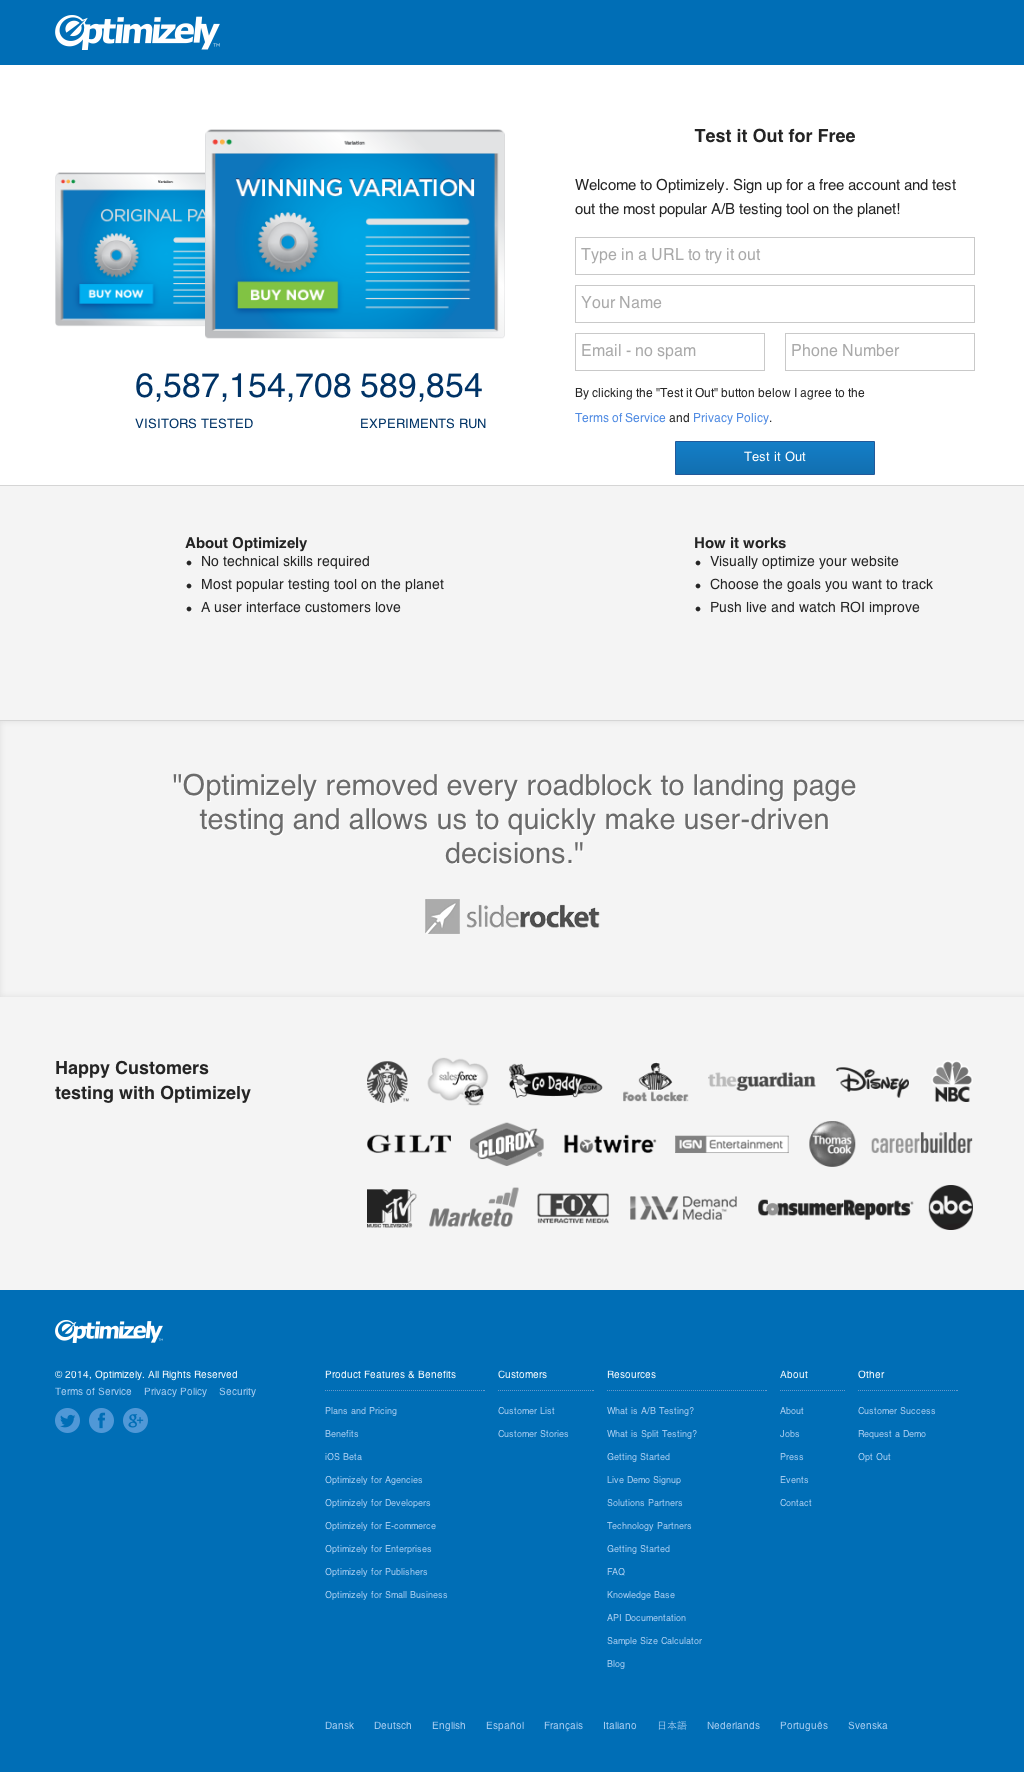 Optimizely™
Variation
WINNING VARIATION
BUY NOW
Variation
ORIGINAL PA
BUY NOW
6,587,154,708
VISITORS TESTED
589,854
EXPERIMENTS RUN
Test it Out for Free
Welcome to Optimizely. Sign up for a free account and test
out the most popular A/B testing tool on the planet!
Type in a URL to try it out
Your Name
Email - no spam
Phone Number
By clicking the "Test it Out" button below I agree to the
Terms of Service and Privacy Policy.
Test it Out
About Optimizely
No technical skills required
Most popular testing tool on the planet
A user interface customers love
How it works
Visually optimize your website
Choose the goals you want to track
Push live and watch ROI improve
"Optimizely removed every roadblock to landing page
testing and allows us to quickly make user-driven
decisions."
sliderocket
Happy Customers
testing with Optimizely
salesforce
Go Daddy.COM
Foot Locker
theguardian
Disney
NBC
GILT
CLOROX
Hotwire
IGN Entertainment
Thomas
Cook
careerbuilder
MTV
MUSIC TELEVISION
Marketo
FOX
INTERACTIVE MEDIA
Demand
Media™
ConsumerReports
abc
Optimizely
© 2014, Optimizely. All Rights Reserved
Terms of Service Privacy Policy Security
Product Features & Benefits
Plans and Pricing
Benefits
iOS Beta
Optimizely for Agencies
Optimizely for Developers
Optimizely for E-commerce
Optimizely for Enterprises
Optimizely for Publishers
Optimizely for Small Business
Customers
Customer List
Customer Stories
Resources
What is A/B Testing?
What is Split Testing?
Getting Started
Live Demo Signup
Solutions Partners
Technology Partners
Getting Started
FAQ
Knowledge Base
API Documentation
Sample Size Calculator
Blog
About
About
Jobs
Press
Events
Contact
Other
Customer Success
Request a Demo
Opt Out
Dansk Deutsch English Español Français Italiano 日本語 Nederlands Português Svenska